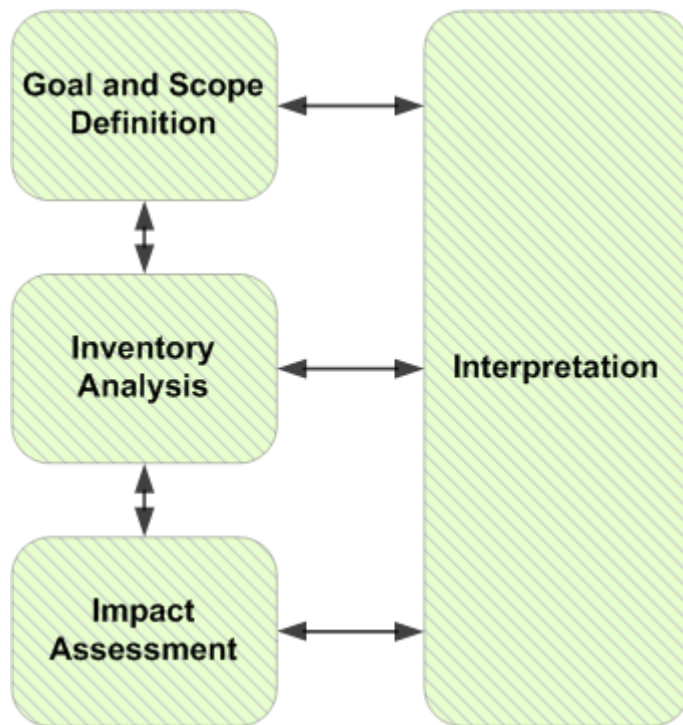 Goal and Scope
Definition
Inventory
Analysis
Interpretation
Impact
Assessment